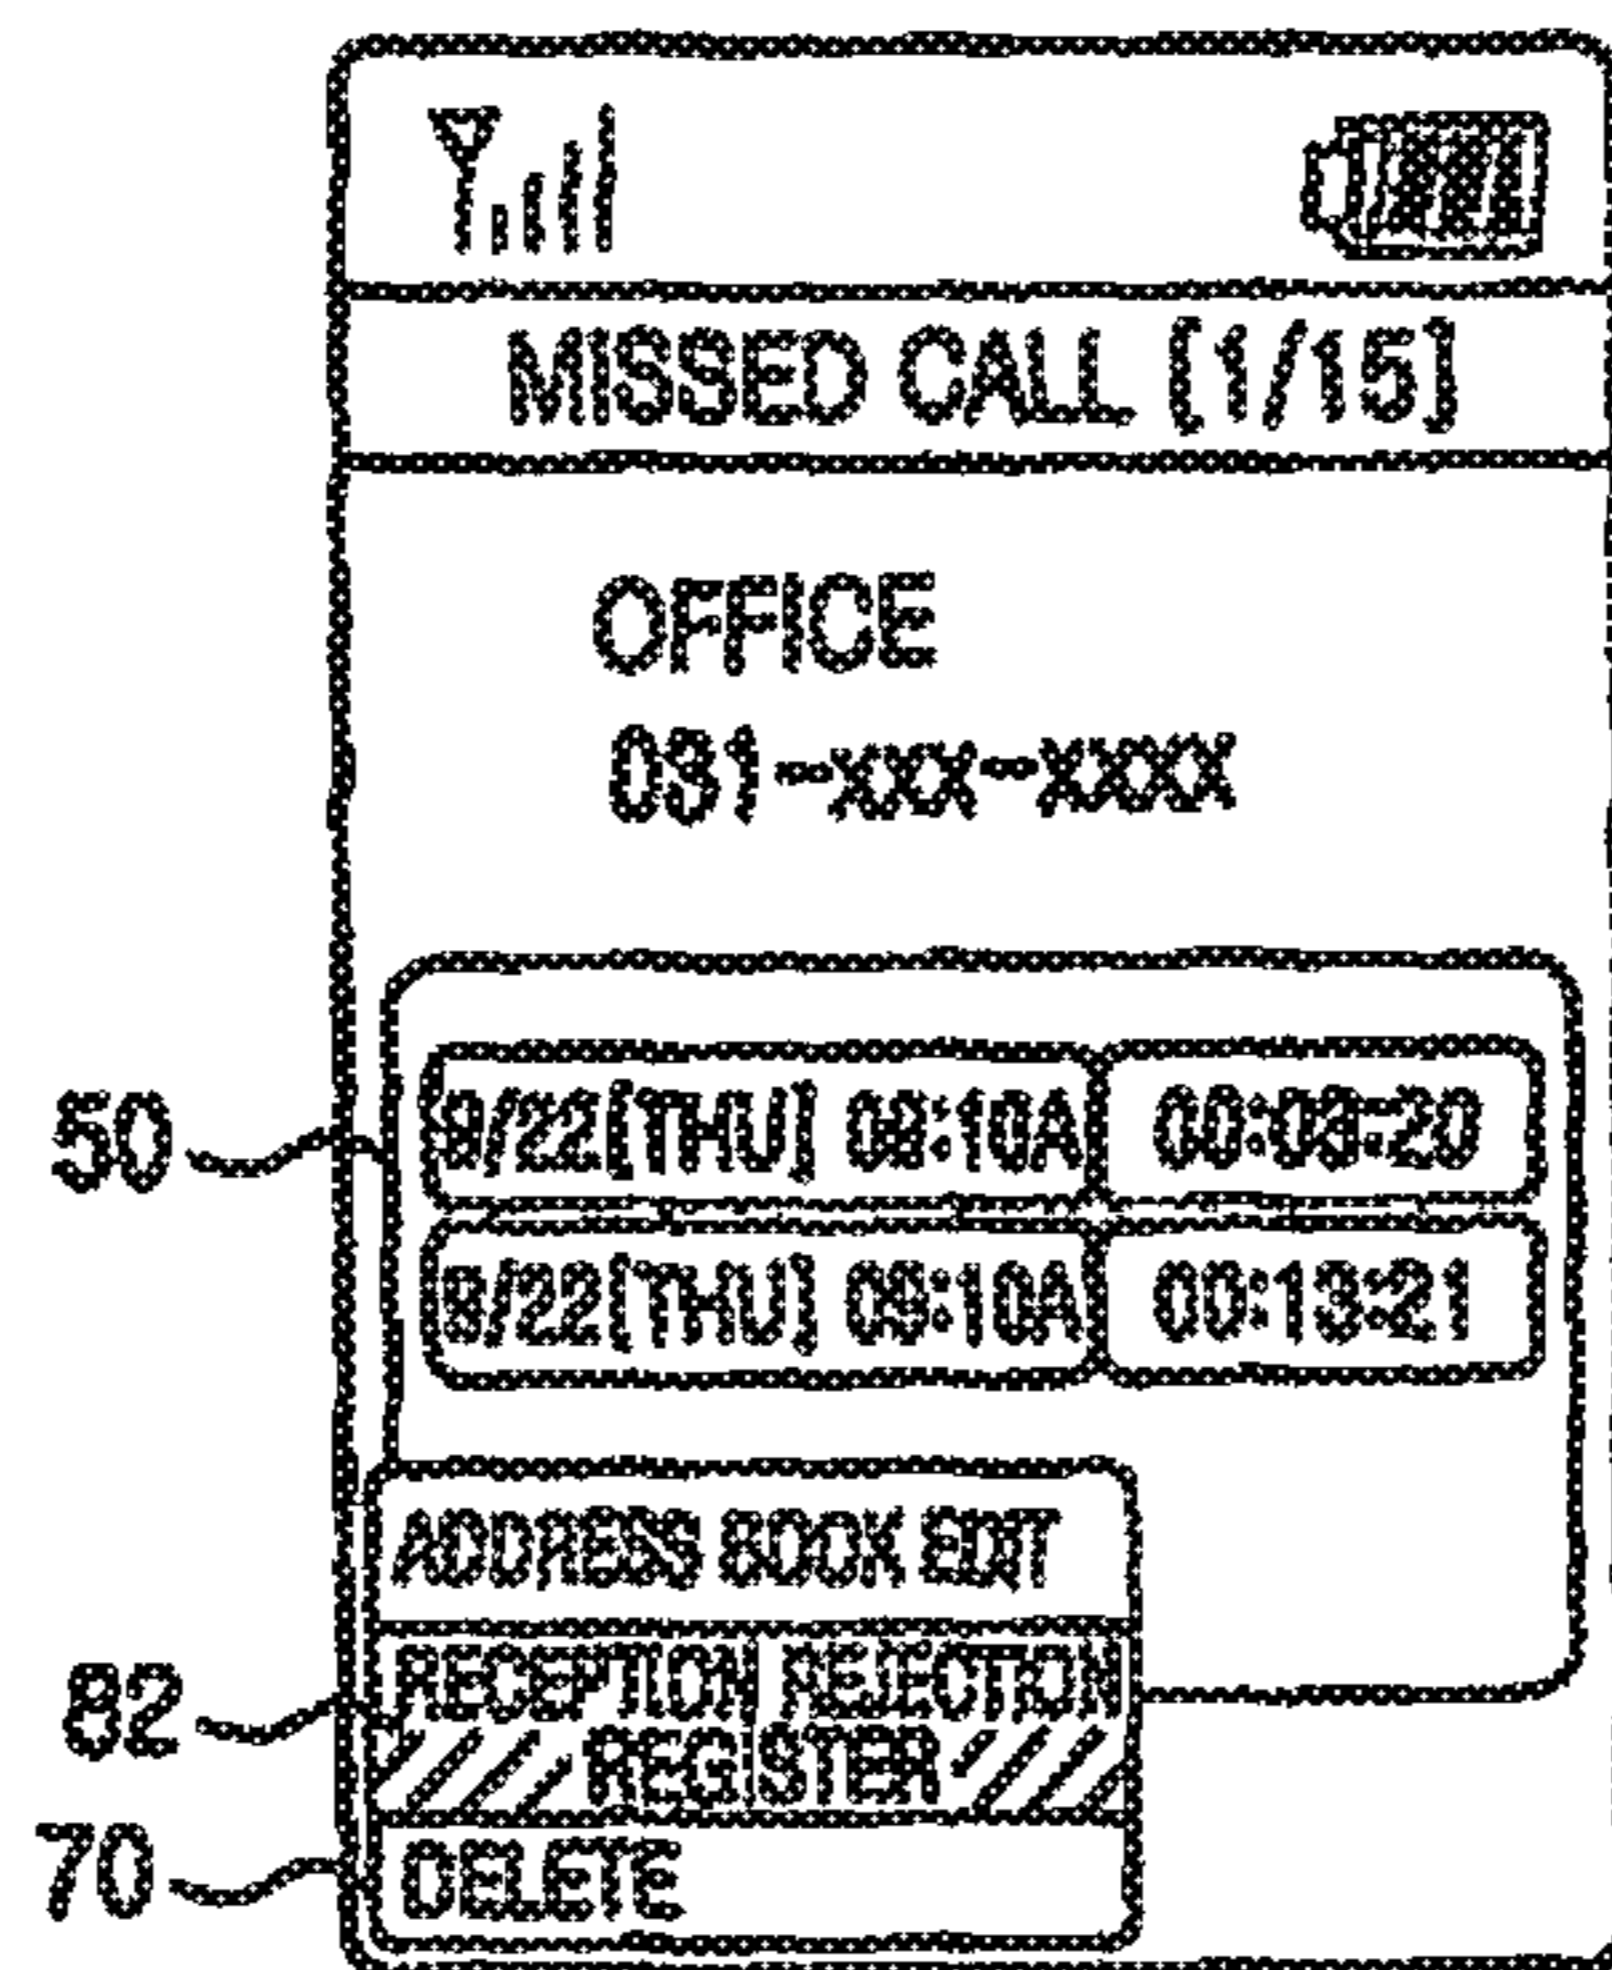 MISSED CALL [1/15]
OFFICE
031-xxx-xxxx
50
9/22[THU] 08:10A 00:03:20
9/22[THU] 09:10A 00:13:21
ADDRESS BOOK EDIT
82
RECEPTION REJECTION
REGISTER
70
DELETE